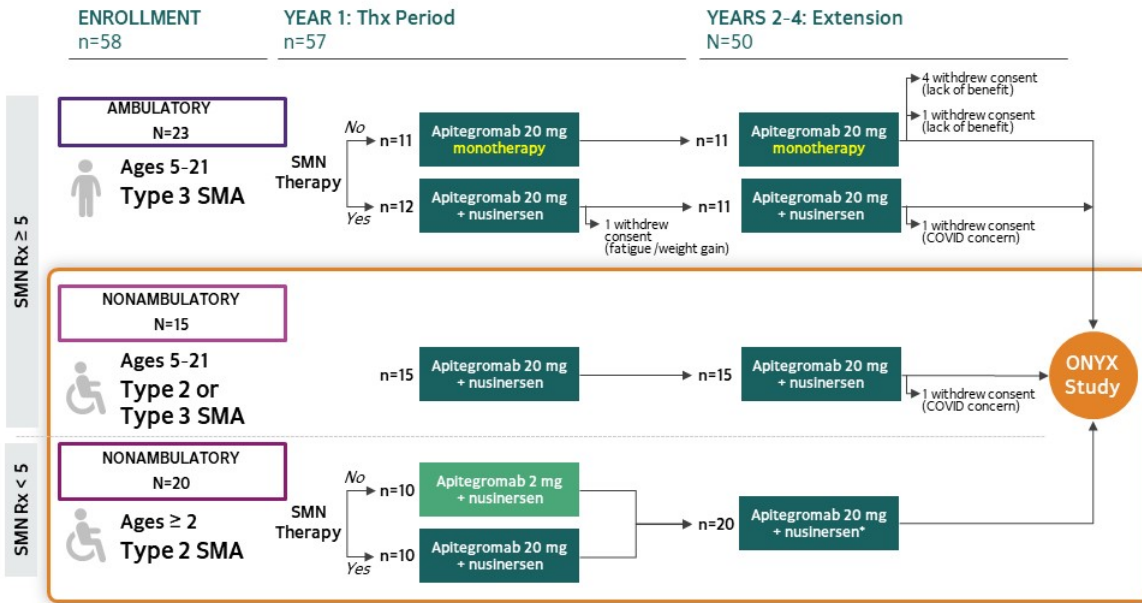 ENROLLMENT
n=58
YEAR 1: Thx Period
n=57
YEARS 2-4: Extension
N=50
SMN Rx ≥ 5
AMBULATORY
N=23
Ages 5-21
Type 3 SMA
SMN
Therapy
No
n=11
Apitegromab 20 mg
monotherapy
n=11
Apitegromab 20 mg
monotherapy
4 withdrew consent
(lack of benefit)
1 withdrew consent
(lack of benefit)
Yes
n=12
Apitegromab 20 mg
+ nusinersen
1 withdrew
consent
(fatigue /weight gain)
n=11
Apitegromab 20 mg
+ nusinersen
1 withdrew consent
(COVID concern)
NONAMBULATORY
N=15
Ages 5-21
Type 2 or
Type 3 SMA
n=15
Apitegromab 20 mg
+ nusinersen
n=15
Apitegromab 20 mg
+ nusinersen
1 withdrew consent
(COVID concern)
ONYX
Study
SMN Rx < 5
NONAMBULATORY
N=20
Ages ≥ 2
Type 2 SMA
SMN
Therapy
No
n=10
Apitegromab 2 mg
+ nusinersen
Yes
n=10
Apitegromab 20 mg
+ nusinersen
n=20
Apitegromab 20 mg
+ nusinersen*